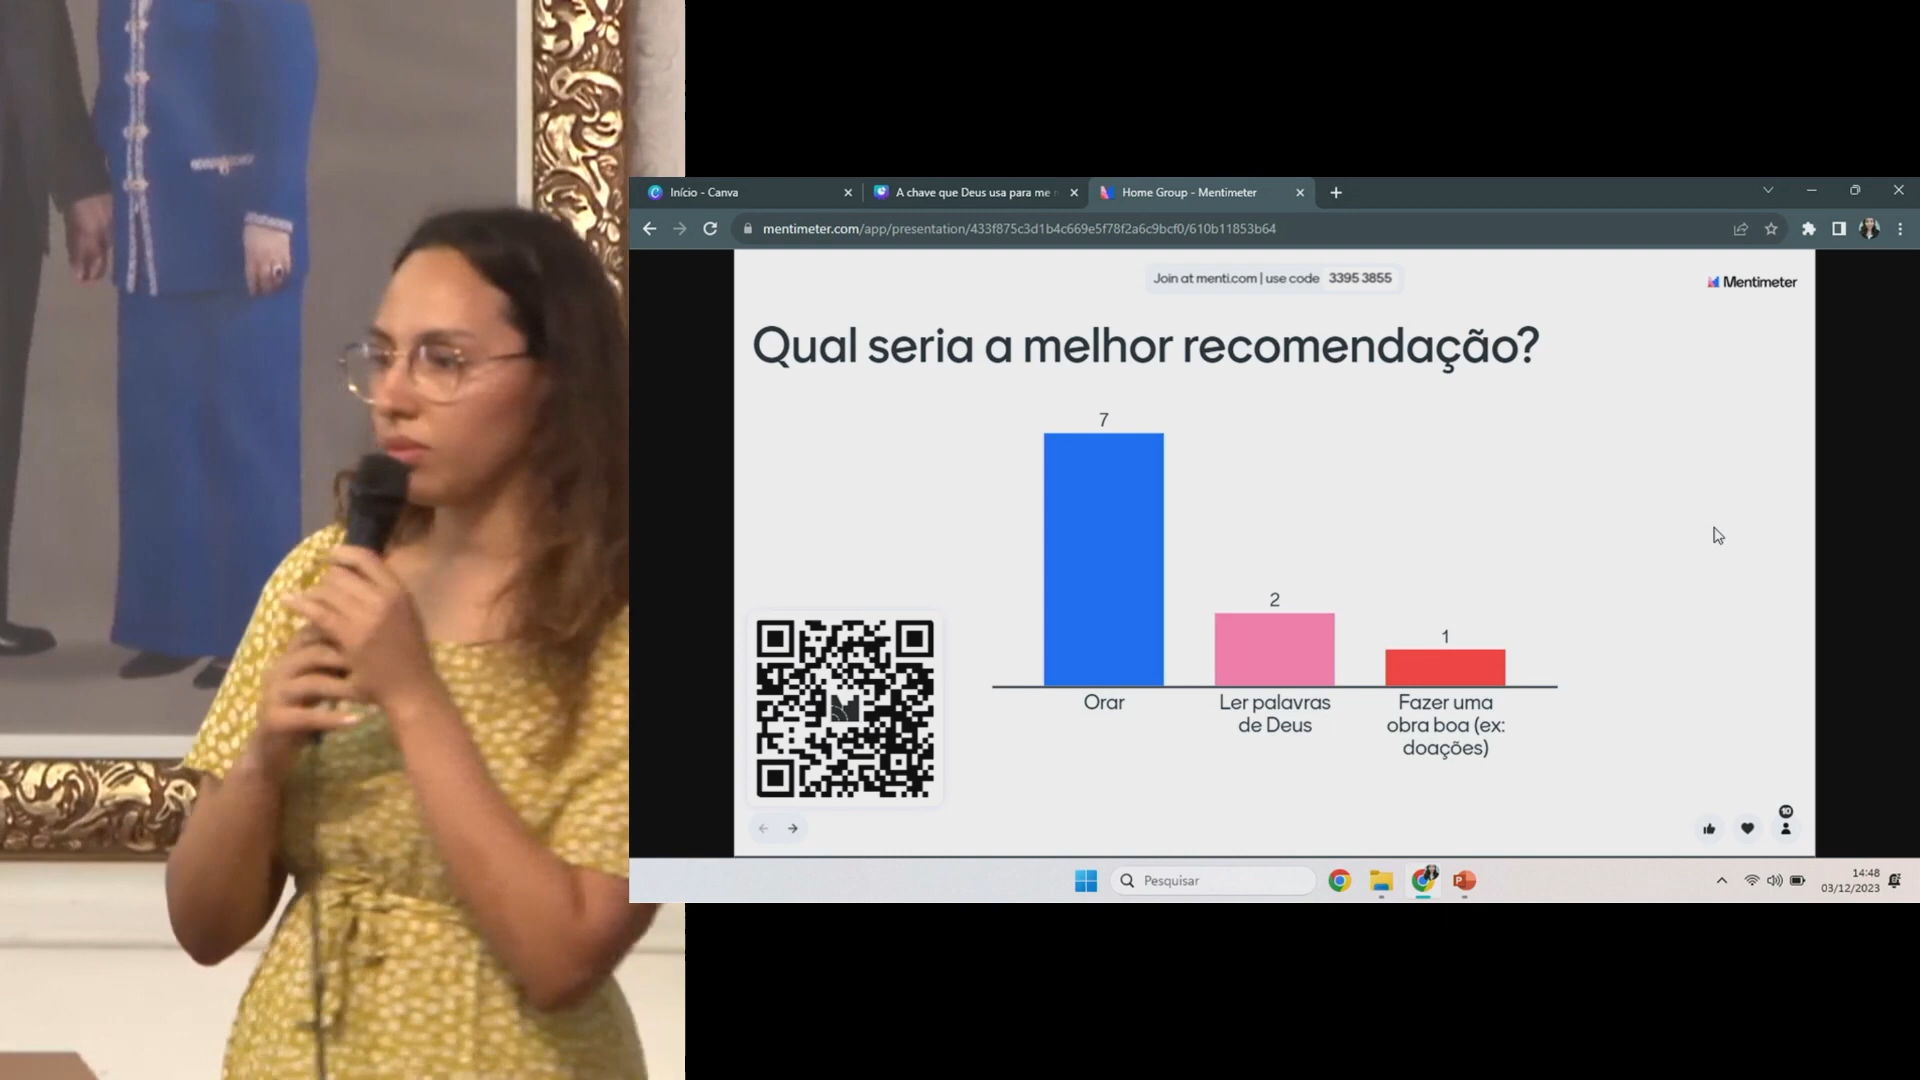 Início - Canva
A chave que Deus usa para me
Home Group - Mentimeter
mentimeter.com/app/presentation/433f875c3d1b4c669e5f78f2a6c9bcf0/610b11853b64
Join at menti.com | use code 3395 3855
Mentimeter
Qual seria a melhor recomendação?
7
2
1
Orar
Ler palavras
de Deus
Fazer uma
obra boa (ex:
doações)
10
Pesquisar
14:48
03/12/2023